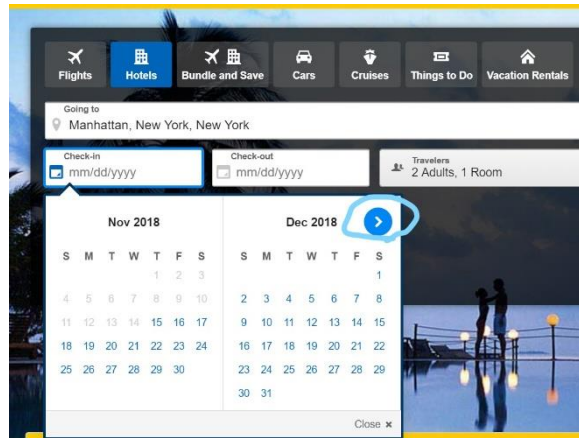 Flights Hotels Bundle and Save Cars Cruises Things to Do Vacation Rentals
Going to
Manhattan, New York, New York
Check-in
mm/dd/yyyy
Check-out
mm/dd/yyyy
Travelers
2 Adults, 1 Room
Nov 2018
S M T W T F S
1 2 3
4 5 6 7 8 9 10
11 12 13 14 15 16 17
18 19 20 21 22 23 24
25 26 27 28 29 30
Dec 2018
S M T W T F S
1
2 3 4 5 6 7 8
9 10 11 12 13 14 15
16 17 18 19 20 21 22
23 24 25 26 27 28 29
30 31
Close ×